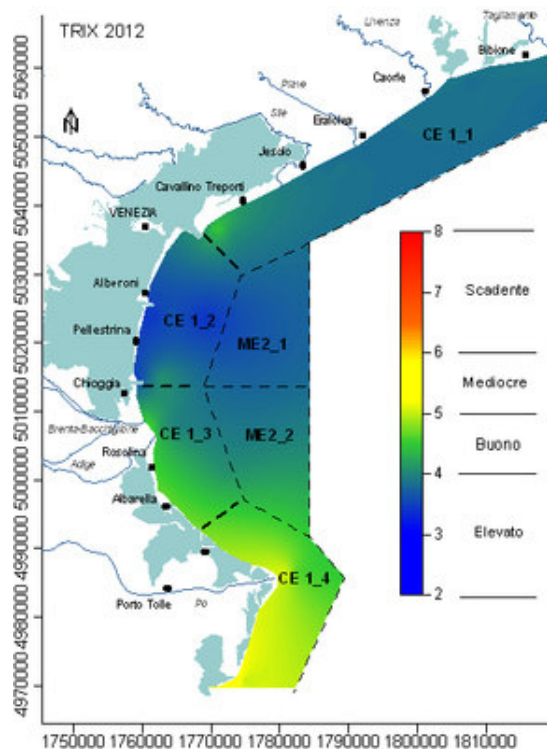 TRIX 2012
N
Livenza
Tagliamento
Bibione
Caorle
Piave
Sile
Eraclea
CE 1_1
Jesolo
Cavallino Treporti
VENEZIA
Alberoni
CE 1_2
Pellestrina
ME2_1
Chioggia
CE 1_3
ME2_2
Brenta-Bacchiglione
Rosolina
Adige
Albarella
CE 1_4
Porto Tolle
Po
8
7
6
5
4
3
2
Scadente
Mediocre
Buono
Elevato
5060000
5050000
5040000
5030000
5020000
5010000
5000000
4990000
4980000
4970000
1750000 1760000 1770000 1780000 1790000 1800000 1810000